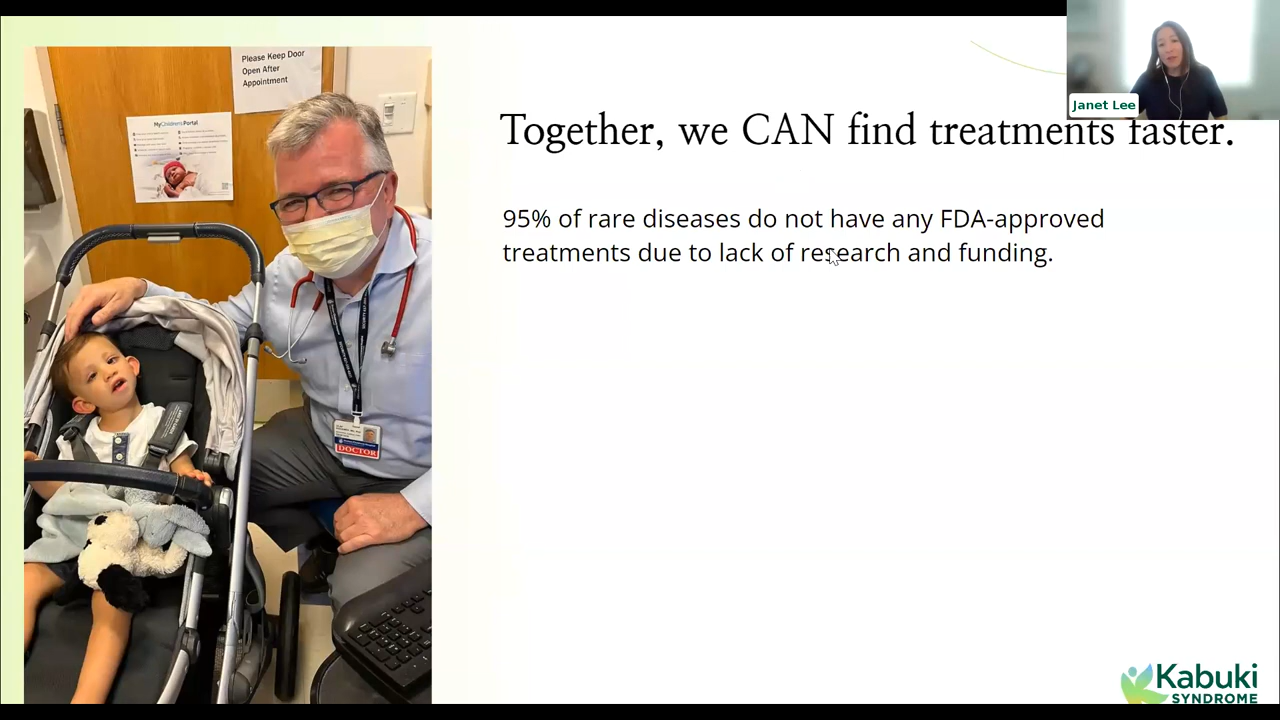 Please Keep Door
Open After
Appointment
MyChildren'sPortal
DOCTOR
Janet Lee
Together, we CAN find treatments faster.
95% of rare diseases do not have any FDA-approved
treatments due to lack of research and funding.
Kabuki
SYNDROME